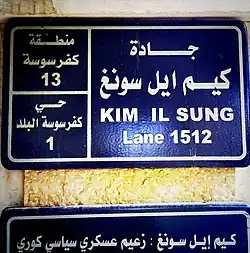 جادة
كيم ايل سونغ
KIM IL SUNG
Lane 1512
منطقة
كفرسوسة
13
حي
كفرسوسة البلد
1
كيم إيل سونغ : زعيم عسكري سياسي كوري